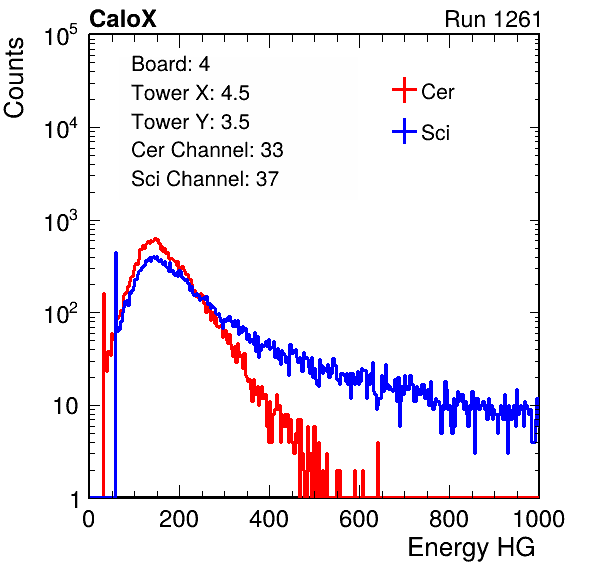 CaloX Run 1261
Counts
10^5
10^4
10^3
10^2
10
1
Board: 4
Tower X: 4.5
Tower Y: 3.5
Cer Channel: 33
Sci Channel: 37
Cer
Sci
0 200 400 600 800 1000
Energy HG